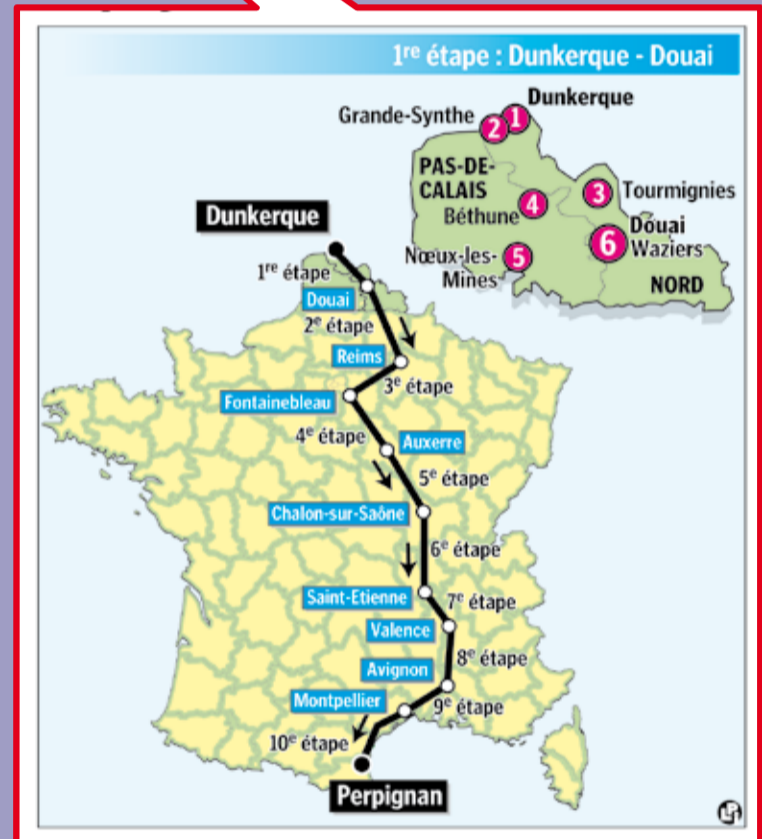 1re étape : Dunkerque - Douai
Dunkerque
Grande-Synthe
2
1
PAS-DE-
CALAIS
3
Tourmignies
Béthune
4
Douai
6
Waziers
Nœux-les-
Mines
5
NORD
Dunkerque
1re étape
Douai
2e étape
Reims
3e étape
Fontainebleau
4e étape
Auxerre
5e étape
Chalon-sur-Saône
6e étape
Saint-Etienne
7e étape
Valence
8e étape
Avignon
Montpellier
9e étape
10e étape
Perpignan